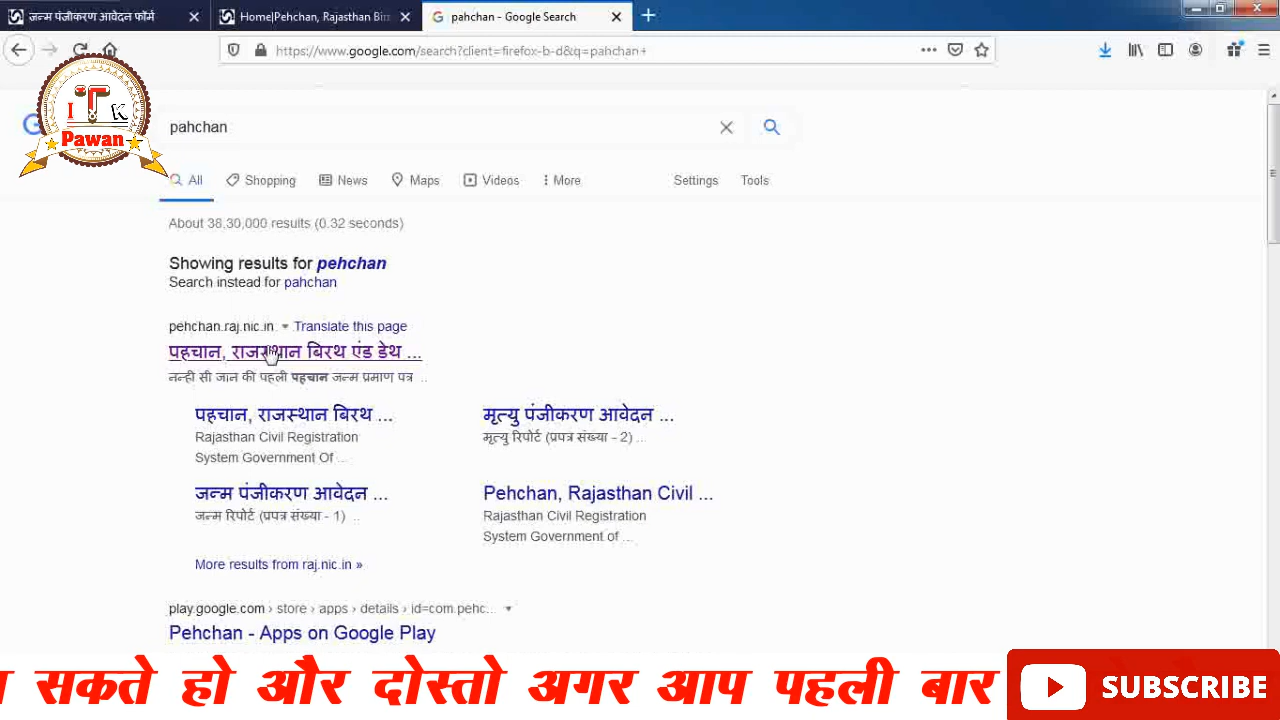 जन्म पंजीकरण आवेदन फॉर्म
Home|Pehchan, Rajasthan Bir
pahchan - Google Search
https://www.google.com/search?client=firefox-b-d&q=pahchan+
I T K
Pawan
pahchan
All Shopping News Maps Videos More Settings Tools
About 38,30,000 results (0.32 seconds)
Showing results for pehchan
Search instead for pahchan
pehchan.raj.nic.in Translate this page
पहचान, राजस्थान बिरथ एंड डेथ ...
नन्ही सी जान की पहली पहचान जन्म प्रमाण पत्र ..
पहचान, राजस्थान बिरथ ...
Rajasthan Civil Registration
System Government Of ...
मृत्यु पंजीकरण आवेदन ...
मृत्यु रिपोर्ट (प्रपत्र संख्या - 2) ...
जन्म पंजीकरण आवेदन ...
जन्म रिपोर्ट (प्रपत्र संख्या - 1) ..
Pehchan, Rajasthan Civil ...
Rajasthan Civil Registration
System Government of ...
More results from raj.nic.in »
play.google.com › store › apps › details › id=com.pehc...
Pehchan - Apps on Google Play
सकते हो और दोस्तो अगर आप पहली बार
SUBSCRIBE